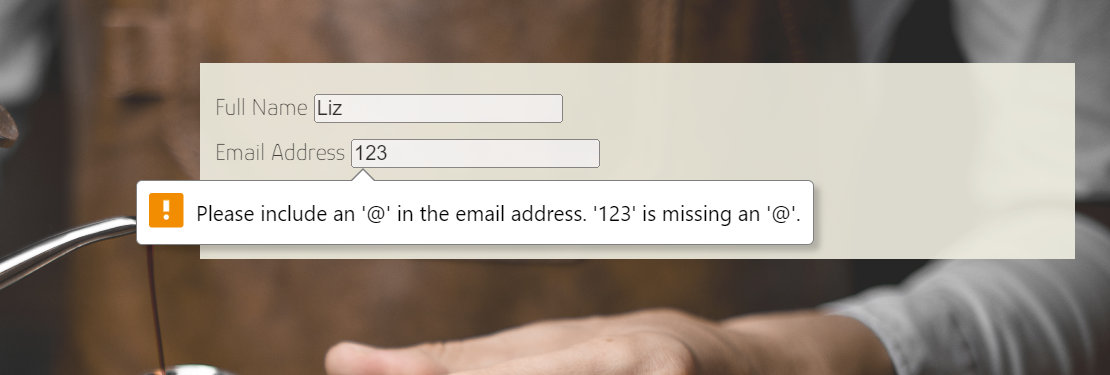 Full Name Liz
Email Address 123
! Please include an '@' in the email address. '123' is missing an '@'.